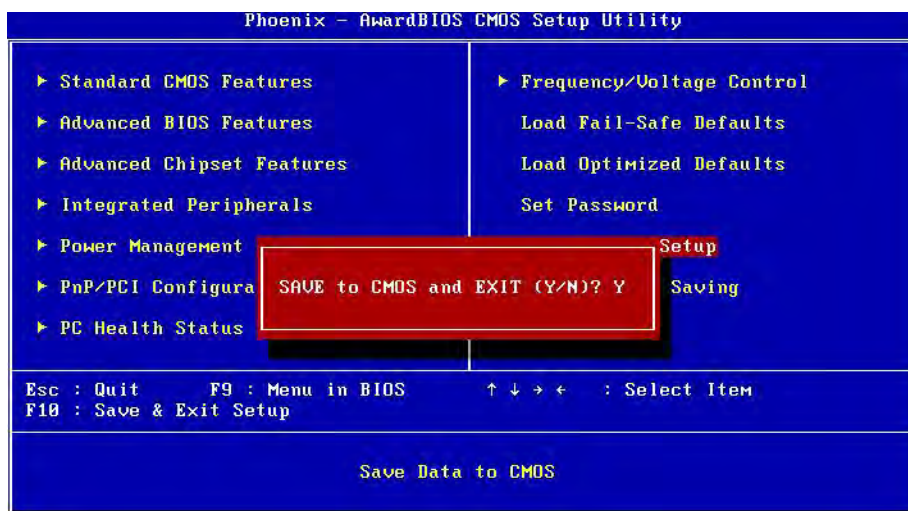 Phoenix - AwardBIOS CMOS Setup Utility
► Standard CMOS Features
► Advanced BIOS Features
► Advanced Chipset Features
► Integrated Peripherals
► Power Management
► PnP/PCI Configura
► PC Health Status
► Frequency/Voltage Control
Load Fail-Safe Defaults
Load Optimized Defaults
Set Password
Setup
Saving
SAVE to CMOS and EXIT (Y/N)? Y
Esc : Quit F9 : Menu in BIOS ↑ ↓ → ← : Select Item
F10 : Save & Exit Setup
Save Data to CMOS